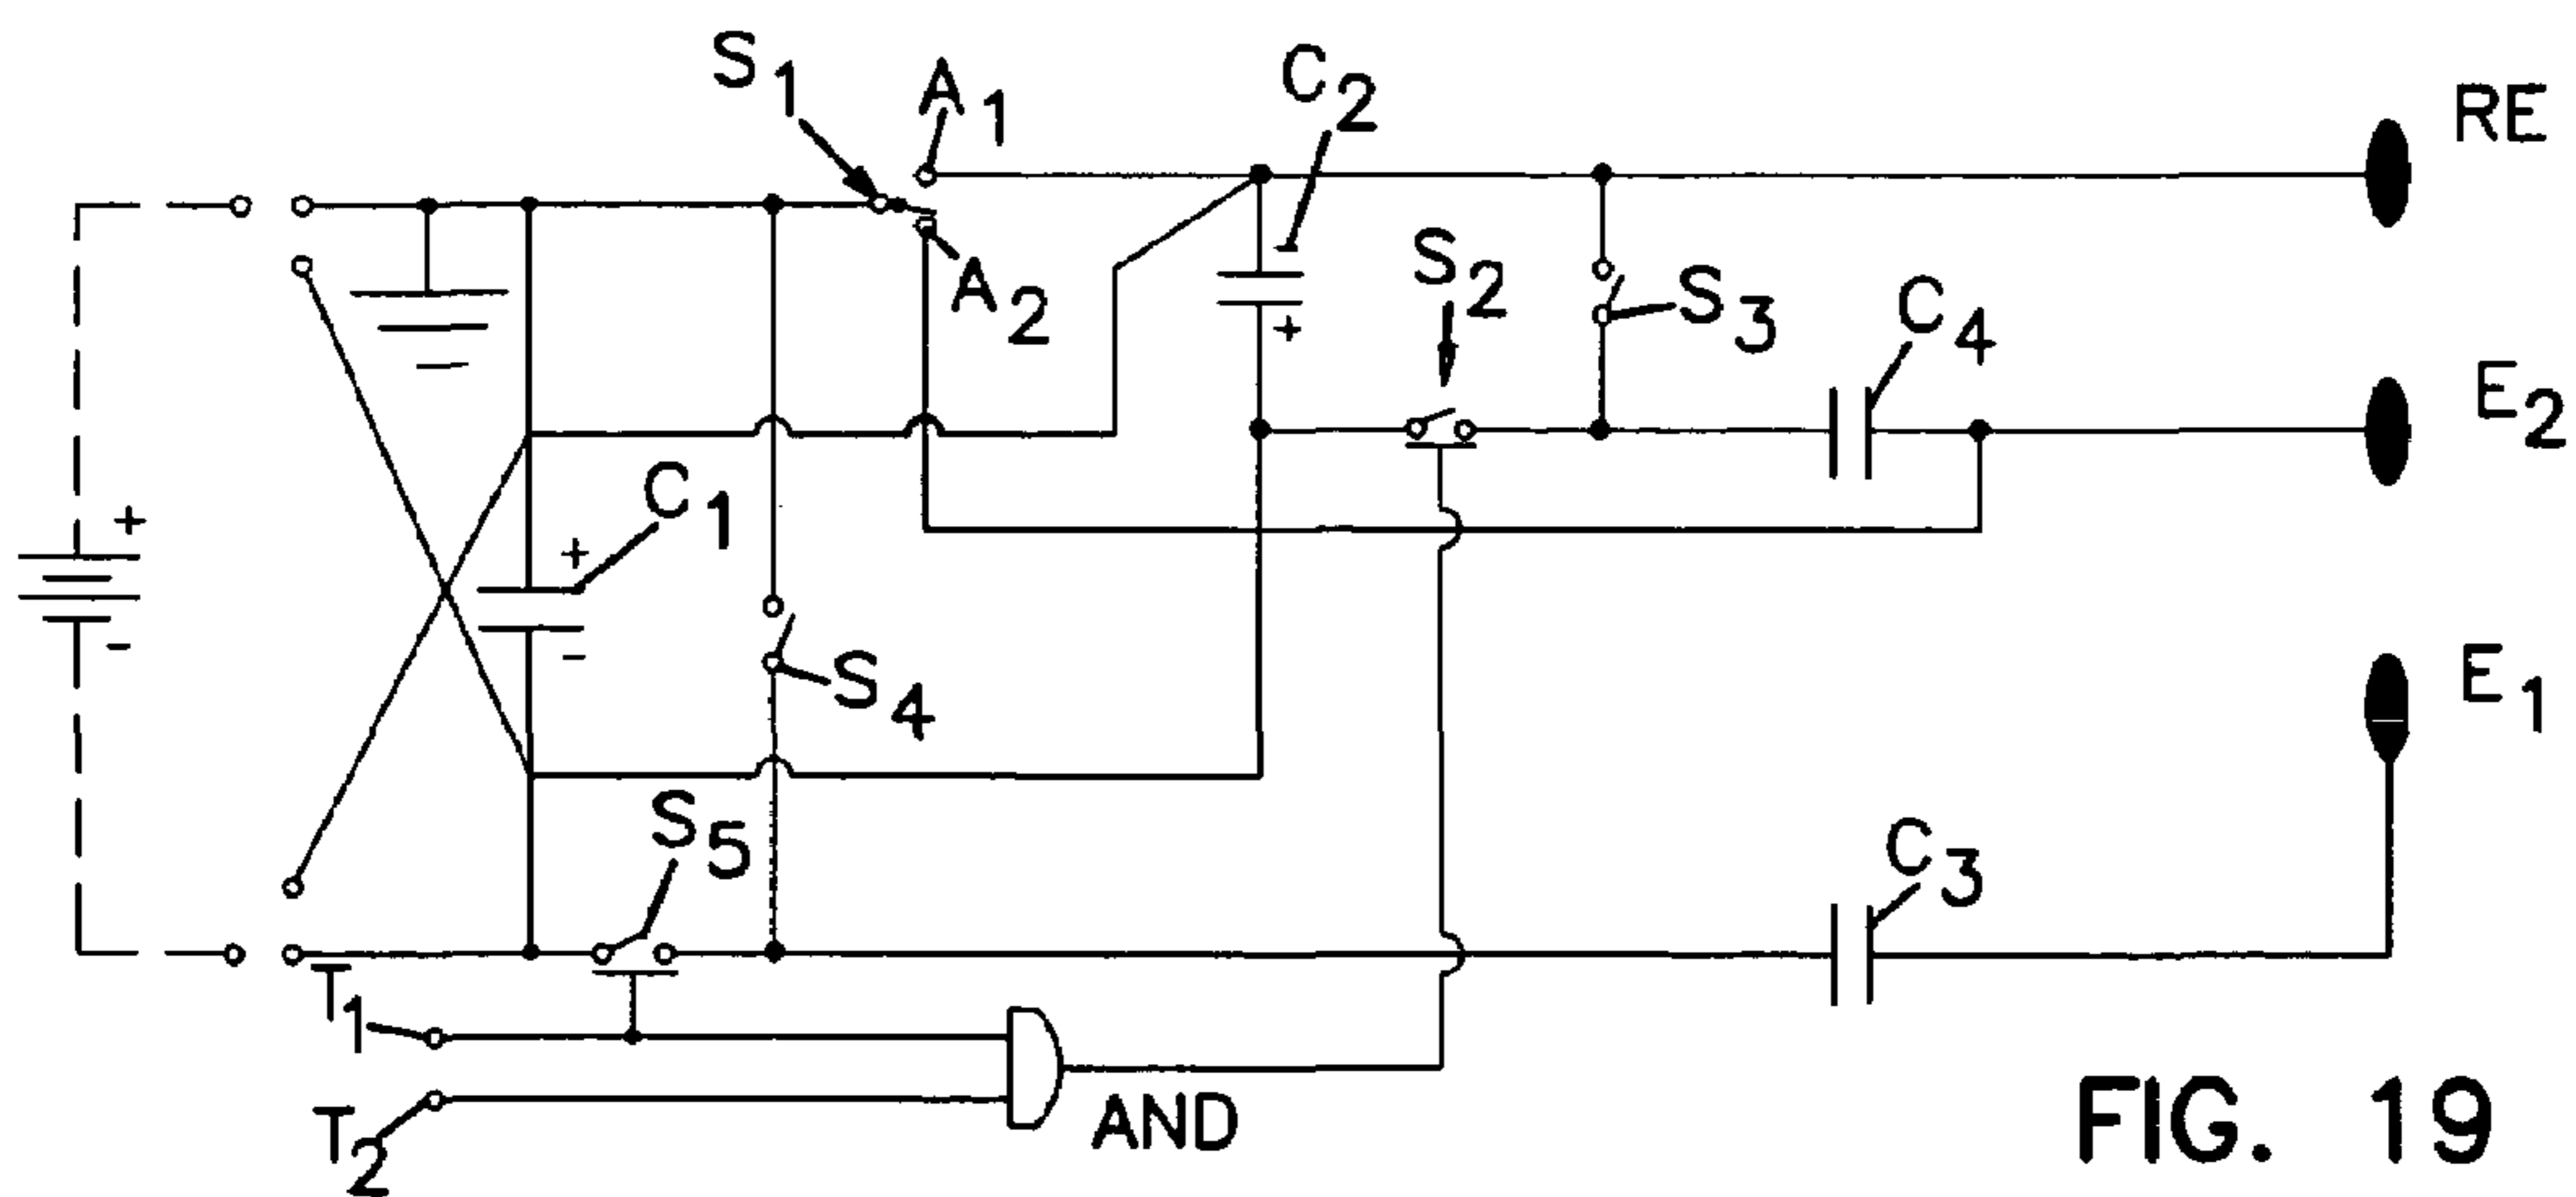 S1
A1
C2
RE
A2
S2
S3
C4
E2
+
-
+
C1
+
-
S4
E1
S5
C3
T1
T2
AND
FIG. 19
-